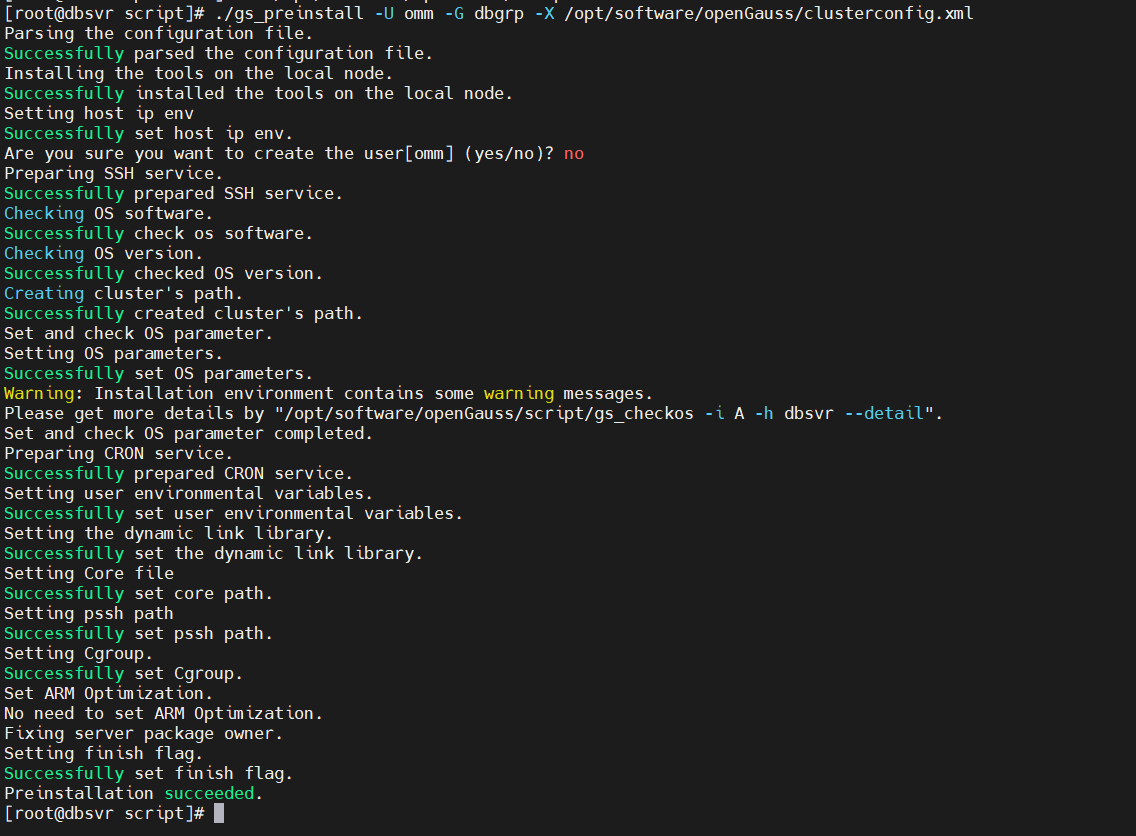 [root@dbsvr script]# ./gs_preinstall -U omm -G dbgrp -X /opt/software/openGauss/clusterconfig.xml
Parsing the configuration file.
Successfully parsed the configuration file.
Installing the tools on the local node.
Successfully installed the tools on the local node.
Setting host ip env
Successfully set host ip env.
Are you sure you want to create the user[omm] (yes/no)? no
Preparing SSH service.
Successfully prepared SSH service.
Checking OS software.
Successfully check os software.
Checking OS version.
Successfully checked OS version.
Creating cluster's path.
Successfully created cluster's path.
Set and check OS parameter.
Setting OS parameters.
Successfully set OS parameters.
Warning: Installation environment contains some warning messages.
Please get more details by "/opt/software/openGauss/script/gs_checkos -i A -h dbsvr --detail".
Set and check OS parameter completed.
Preparing CRON service.
Successfully prepared CRON service.
Setting user environmental variables.
Successfully set user environmental variables.
Setting the dynamic link library.
Successfully set the dynamic link library.
Setting Core file
Successfully set core path.
Setting pssh path
Successfully set pssh path.
Setting Cgroup.
Successfully set Cgroup.
Set ARM Optimization.
No need to set ARM Optimization.
Fixing server package owner.
Setting finish flag.
Successfully set finish flag.
Preinstallation succeeded.
[root@dbsvr script]#